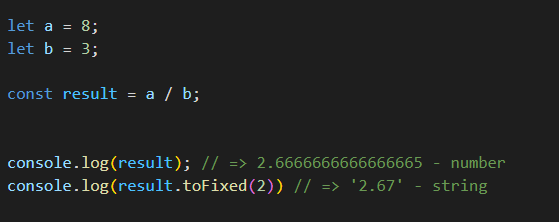 let a = 8;
let b = 3;
const result = a / b;
console.log(result); // => 2.6666666666666665 - number
console.log(result.toFixed(2)) // => '2.67' - string